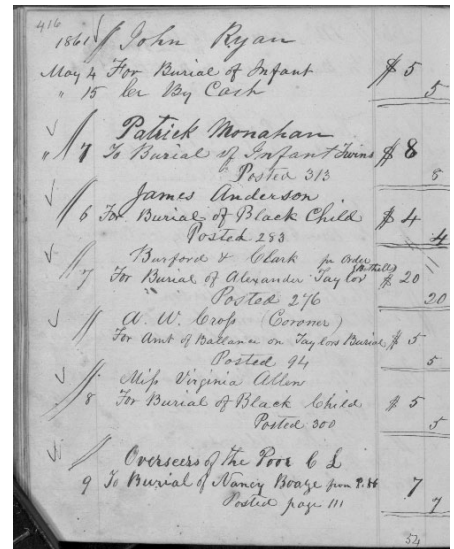 416
1861 John Ryan
May 4 For Burial of Infant $ 5
" 15 Cr By Cash 5
Patrick Monahan
" 7 To Burial of Infant Twins $ 8
Posted 313 8
James Anderson
6 For Burial of Black Child $ 4
Posted 283 4
Burford & Clark per Order
7 For Burial of Alexander Taylor $ 20
Posted 276 20
A. W. Cross (Coroner)
For Amt of Ballance on Taylors Burial $ 5
Posted 94 5
Miss Virginia Allen
8 For Burial of Black Child $ 5
Posted 300 5
Overseers of the Poor C L
9 To Burial of Nancy Boaze from P. 7
Posted page 111 7
54